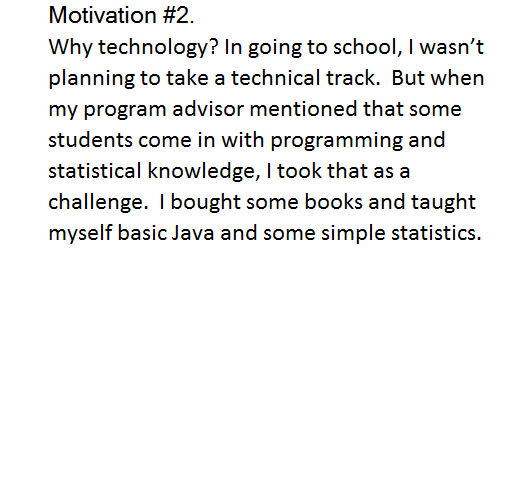 Motivation #2.
Why technology? In going to school, I wasn’t
planning to take a technical track.  But when
my program advisor mentioned that some
students come in with programming and
statistical knowledge, I took that as a
challenge.  I bought some books and taught
myself basic Java and some simple statistics.